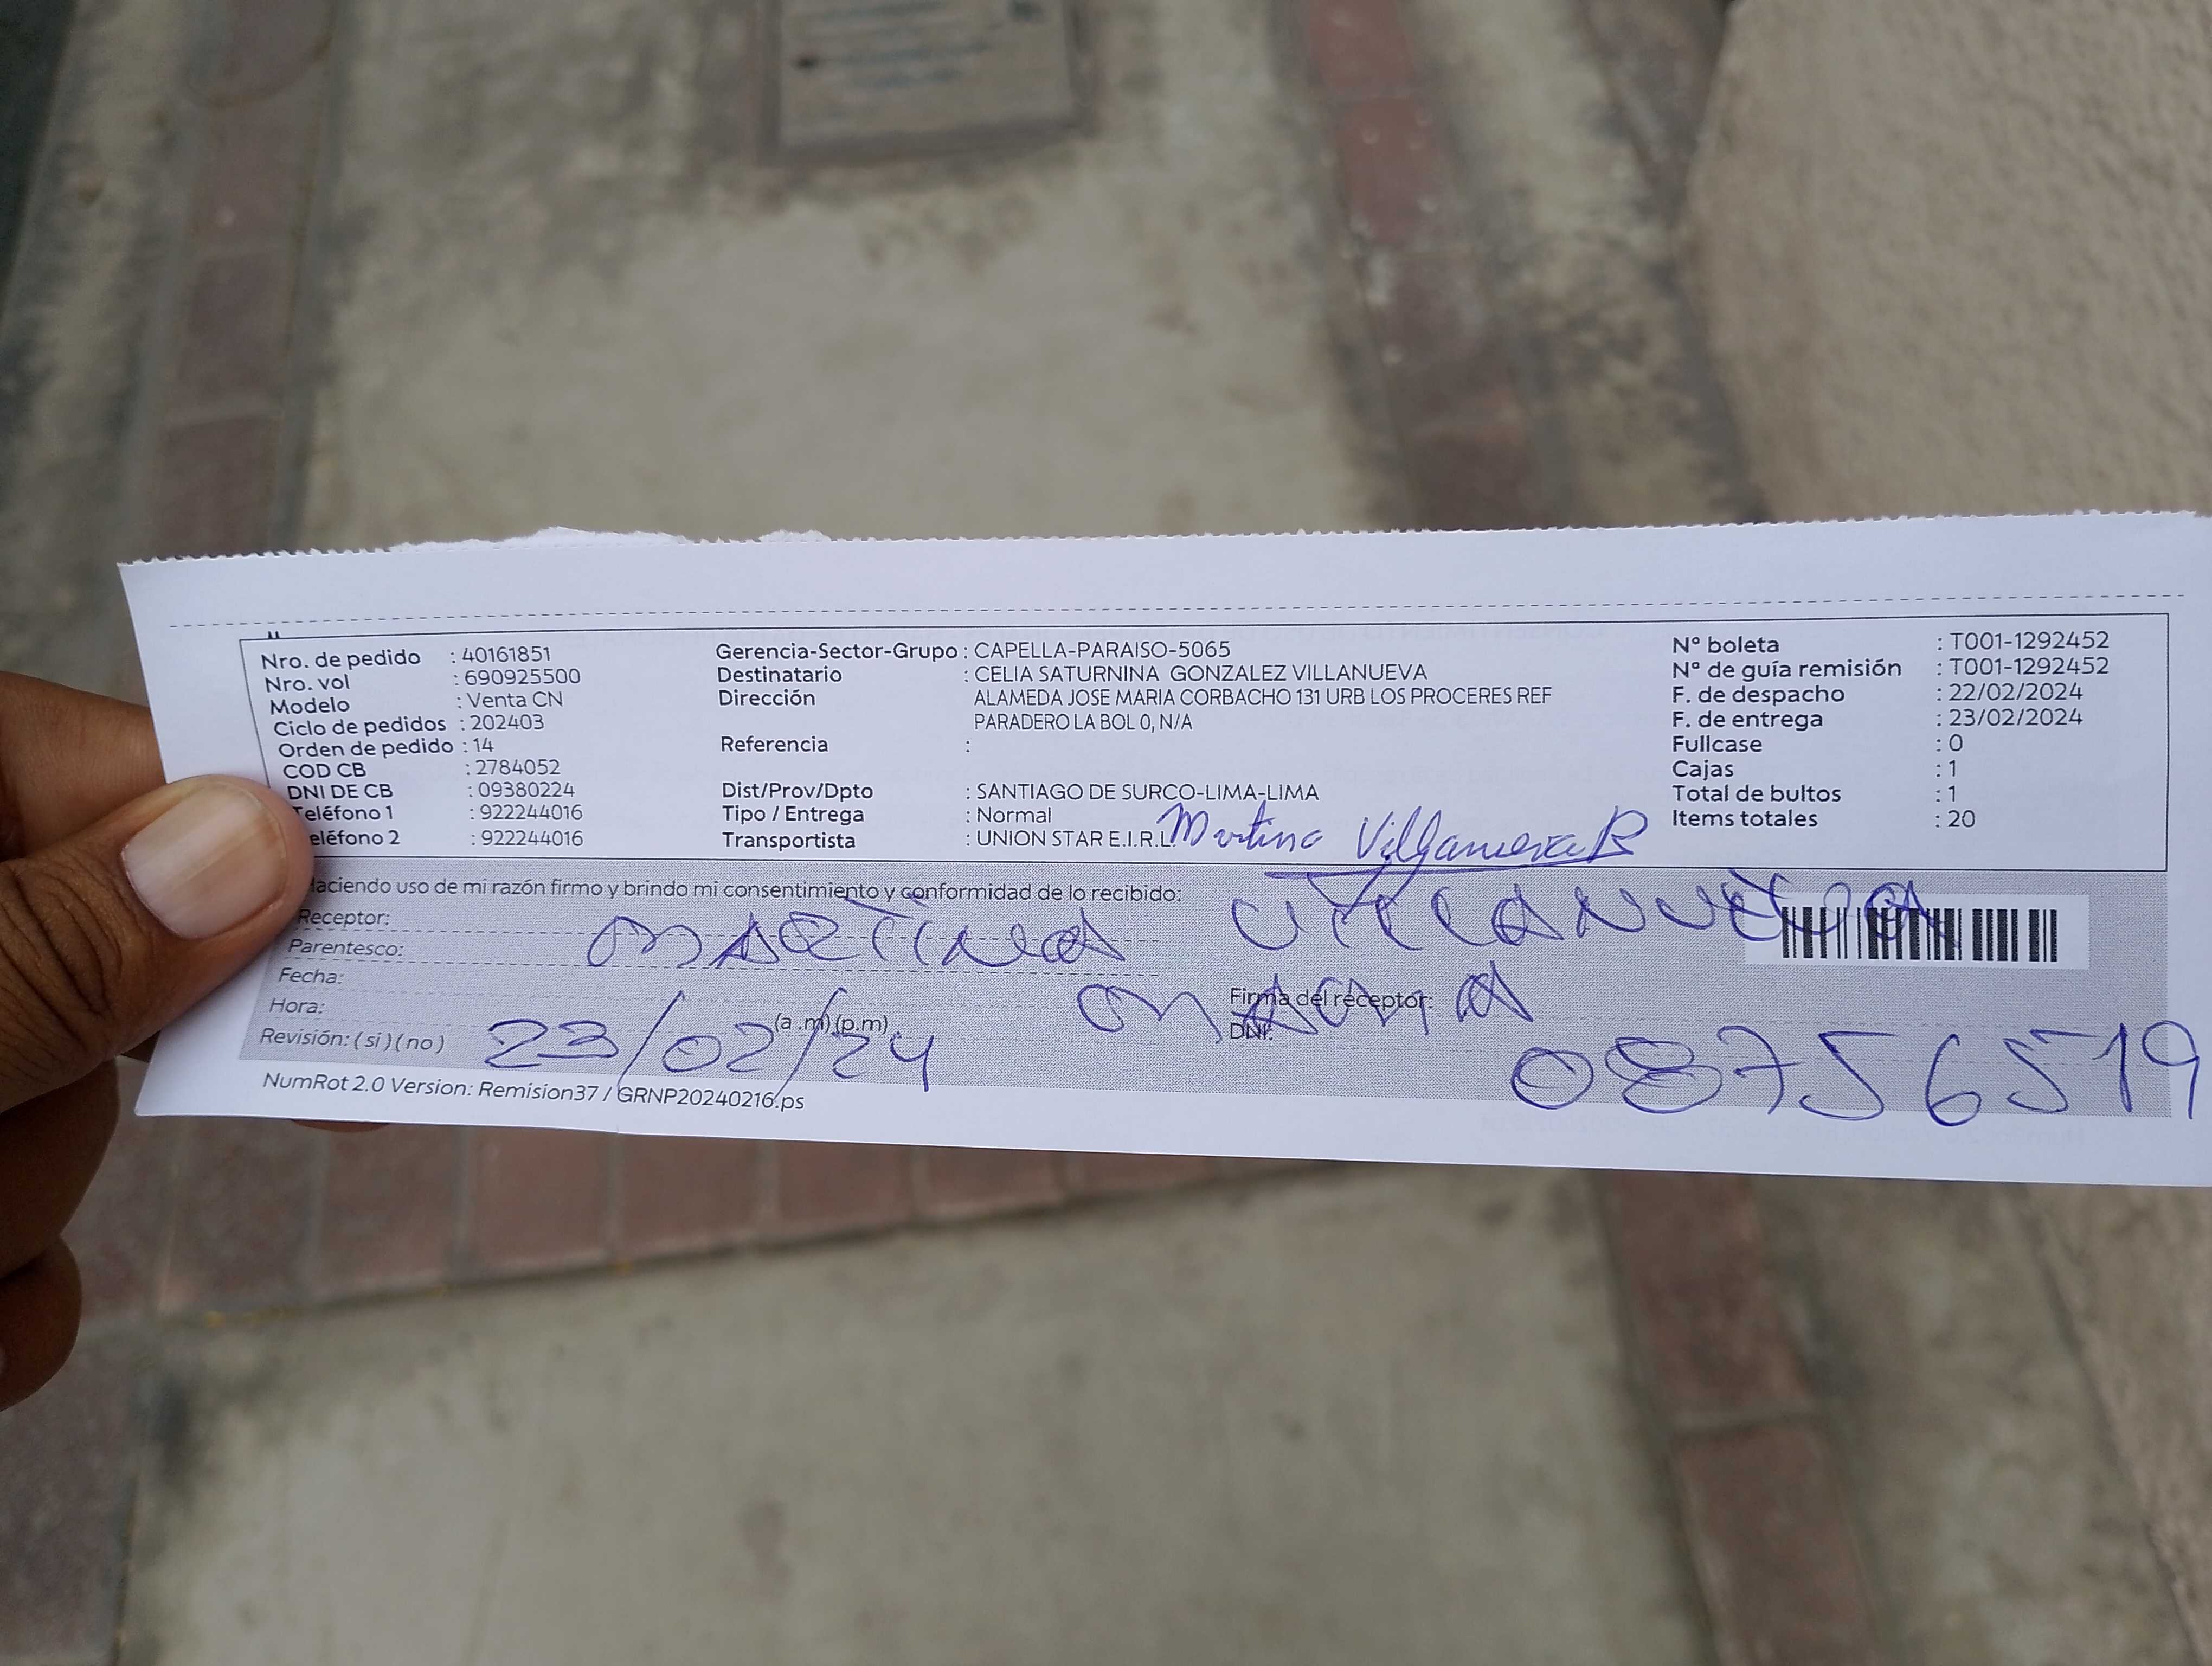 Nro. de pedido : 40161851
Nro. vol : 690925500
Modelo : Venta CN
Ciclo de pedidos : 202403
Orden de pedido : 14
COD CB : 2784052
DNI DE CB : 09380224
Teléfono 1 : 922244016
eléfono 2 : 922244016
Gerencia-Sector-Grupo : CAPELLA-PARAISO-5065
Destinatario : CELIA SATURNINA GONZALEZ VILLANUEVA
Dirección : ALAMEDA JOSE MARIA CORBACHO 131 URB LOS PROCERES REF
PARADERO LA BOL 0, N/A
Referencia :
Dist/Prov/Dpto : SANTIAGO DE SURCO-LIMA-LIMA
Tipo / Entrega : Normal
Transportista : UNION STAR E.I.R.L.
Nº boleta : T001-1292452
Nº de guía remisión : T001-1292452
F. de despacho : 22/02/2024
F. de entrega : 23/02/2024
Fullcase : 0
Cajas : 1
Total de bultos : 1
Items totales : 20
Martina Villanueva R
Haciendo uso de mi razón firmo y brindo mi consentimiento y conformidad de lo recibido:
Receptor:
MARTINA VILLANUEVA
Parentesco:
Fecha:
Hora: (a .m) (p.m)
Revisión: ( si ) ( no )
23/02/24
MAMA
Firma del receptor:
DNI:
08756519
NumRot 2.0 Version: Remision37 / GRNP20240216.ps